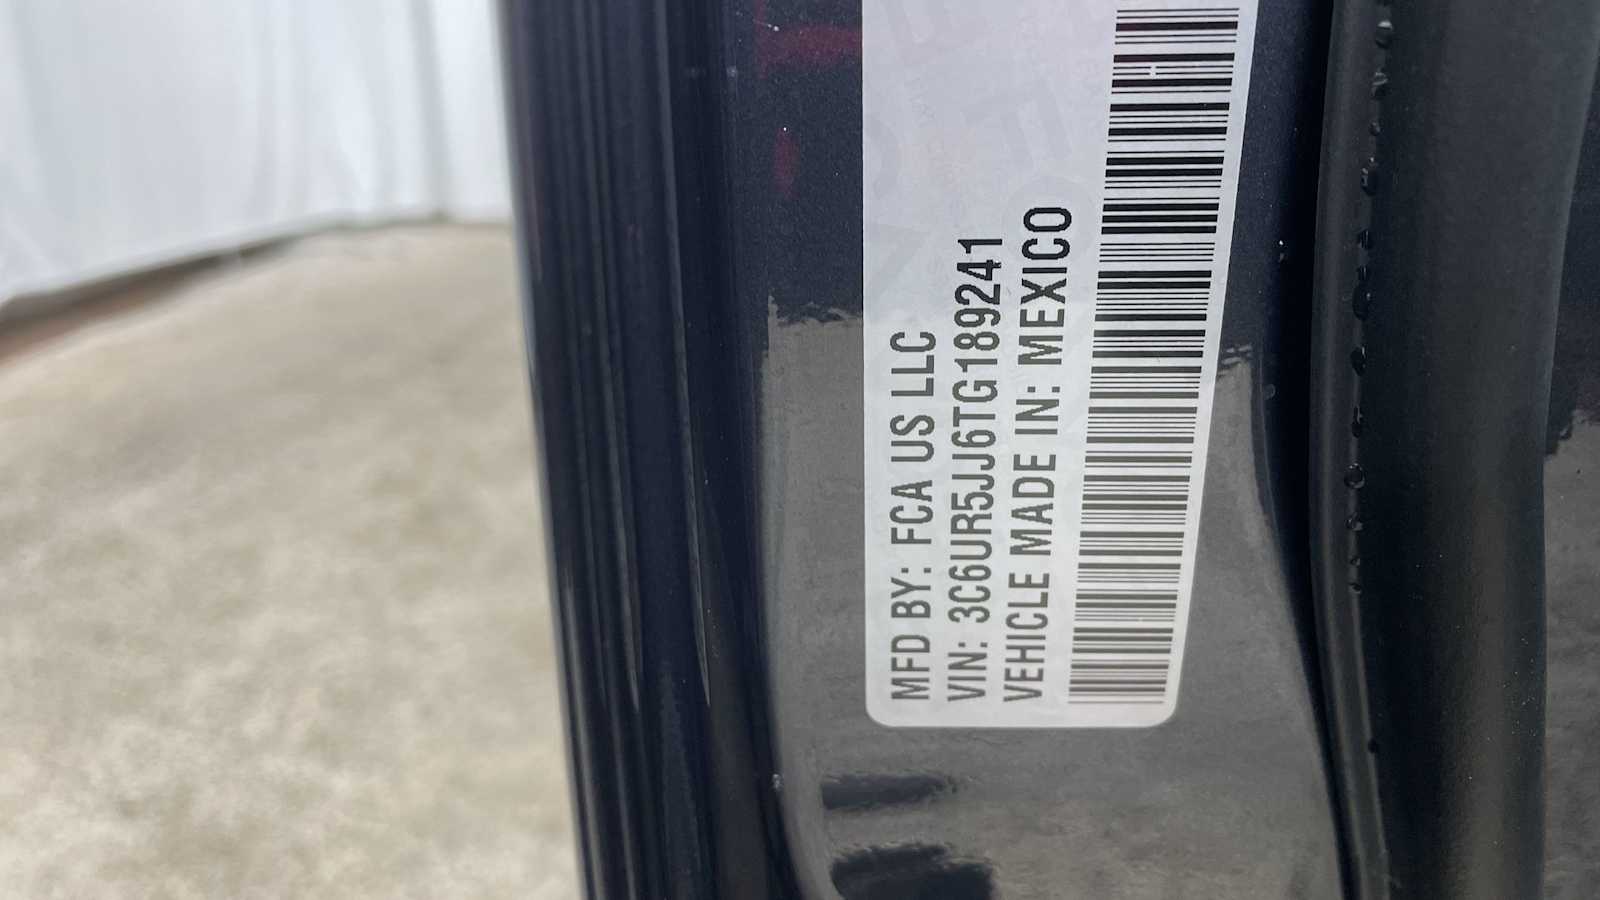 MFD BY: FCA US LLC
VIN: 3C6UR5JJ6TG189241
VEHICLE MADE IN: MEXICO